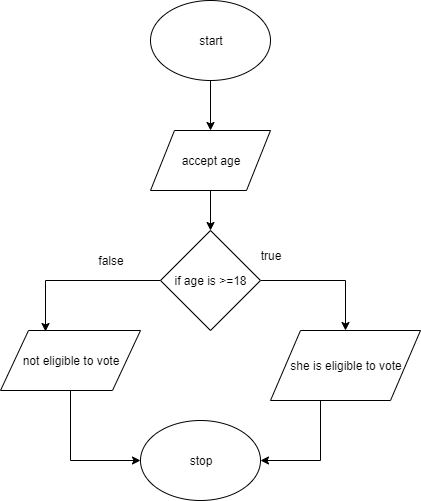 start
accept age
false
true
if age is >=18
not eligible to vote
she is eligible to vote
stop